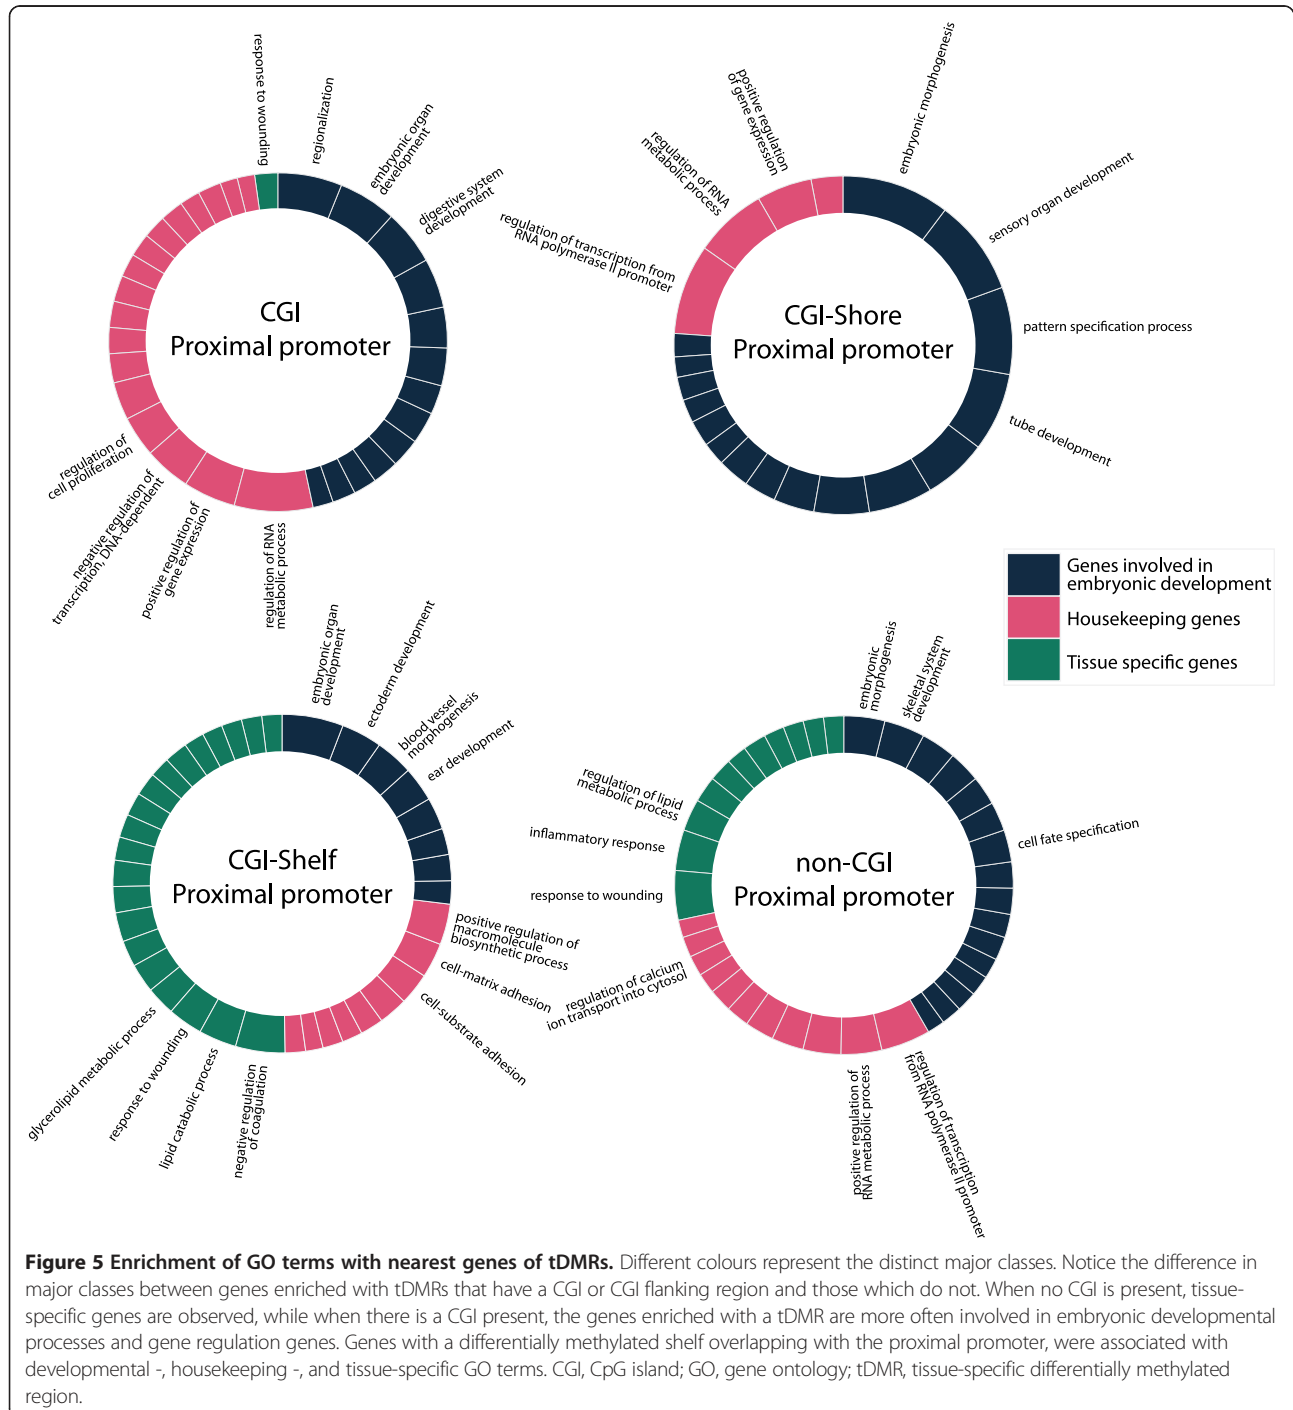 response to wounding
regionalization
embryonic organ
development
digestive system
development
CGI
Proximal promoter
regulation of
cell proliferation
negative regulation of
transcription, DNA-dependent
positive regulation of
gene expression
regulation of RNA
metabolic process
embryonic morphogenesis
positive regulation
of gene expression
regulation of RNA
metabolic process
regulation of transcription from
RNA polymerase II promoter
sensory organ development
pattern specification process
tube development
CGI-Shore
Proximal promoter
Genes involved in
embryonic development
Housekeeping genes
Tissue specific genes
embryonic organ
development
ectoderm development
blood vessel
morphogenesis
ear development
CGI-Shelf
Proximal promoter
positive regulation of
macromolecule
biosynthetic process
cell-matrix adhesion
cell-substrate adhesion
glycerolipid metabolic process
response to wounding
lipid catabolic process
negative regulation
of coagulation
embryonic
morphogenesis
skeletal system
development
cell fate specification
regulation of lipid
metabolic process
inflammatory response
response to wounding
non-CGI
Proximal promoter
regulation of calcium
ion transport into cytosol
positive regulation of
RNA metabolic process
regulation of transcription
from RNA polymerase II promoter
Figure 5 Enrichment of GO terms with nearest genes of tDMRs. Different colours represent the distinct major classes. Notice the difference in
major classes between genes enriched with tDMRs that have a CGI or CGI flanking region and those which do not. When no CGI is present, tissue-
specific genes are observed, while when there is a CGI present, the genes enriched with a tDMR are more often involved in embryonic developmental
processes and gene regulation genes. Genes with a differentially methylated shelf overlapping with the proximal promoter, were associated with
developmental -, housekeeping -, and tissue-specific GO terms. CGI, CpG island; GO, gene ontology; tDMR, tissue-specific differentially methylated
region.